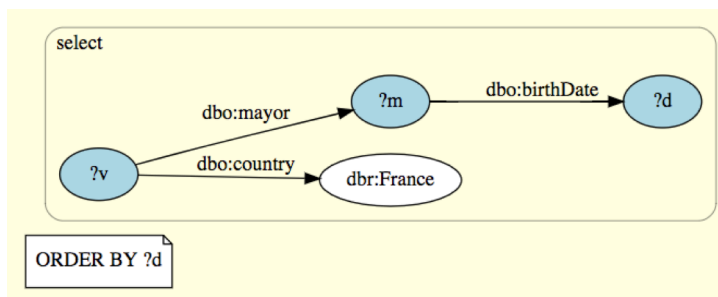 select
?m
dbo:birthDate
?d
dbo:mayor
?v
dbo:country
dbr:France
ORDER BY ?d